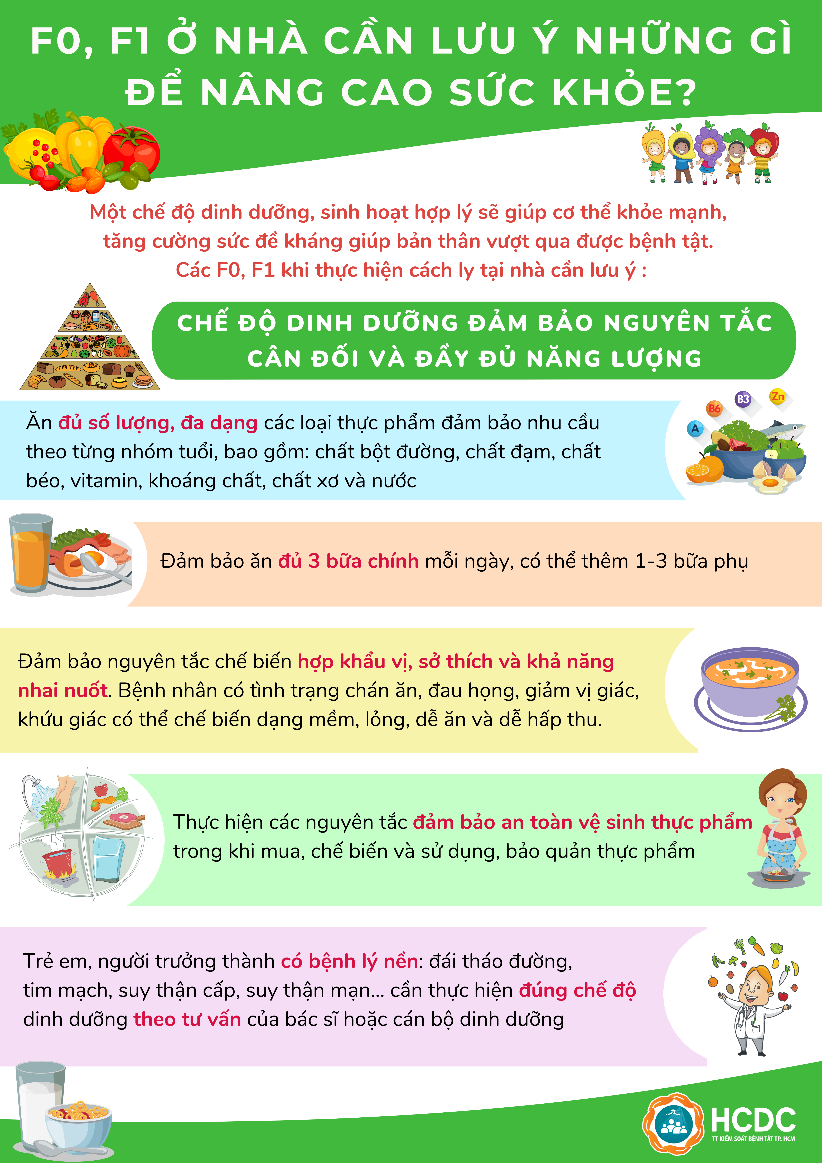 F0, F1 Ở NHÀ CẦN LƯU Ý NHỮNG GÌ
ĐỂ NÂNG CAO SỨC KHỎE?
Một chế độ dinh dưỡng, sinh hoạt hợp lý sẽ giúp cơ thể khỏe mạnh,
tăng cường sức đề kháng giúp bản thân vượt qua được bệnh tật.
Các F0, F1 khi thực hiện cách ly tại nhà cần lưu ý :
CHẾ ĐỘ DINH DƯỠNG ĐẢM BẢO NGUYÊN TẮC
CÂN ĐỐI VÀ ĐẦY ĐỦ NĂNG LƯỢNG
Ăn đủ số lượng, đa dạng các loại thực phẩm đảm bảo nhu cầu
theo từng nhóm tuổi, bao gồm: chất bột đường, chất đạm, chất
béo, vitamin, khoáng chất, chất xơ và nước
A
B6
B3
Zn
Đảm bảo ăn đủ 3 bữa chính mỗi ngày, có thể thêm 1-3 bữa phụ
Đảm bảo nguyên tắc chế biến hợp khẩu vị, sở thích và khả năng
nhai nuốt. Bệnh nhân có tình trạng chán ăn, đau họng, giảm vị giác,
khứu giác có thể chế biến dạng mềm, lỏng, dễ ăn và dễ hấp thu.
Thực hiện các nguyên tắc đảm bảo an toàn vệ sinh thực phẩm
trong khi mua, chế biến và sử dụng, bảo quản thực phẩm
Trẻ em, người trưởng thành có bệnh lý nền: đái tháo đường,
tim mạch, suy thận cấp, suy thận mạn... cần thực hiện đúng chế độ
dinh dưỡng theo tư vấn của bác sĩ hoặc cán bộ dinh dưỡng
HCDC
TT KIỂM SOÁT BỆNH TẬT TP. HCM